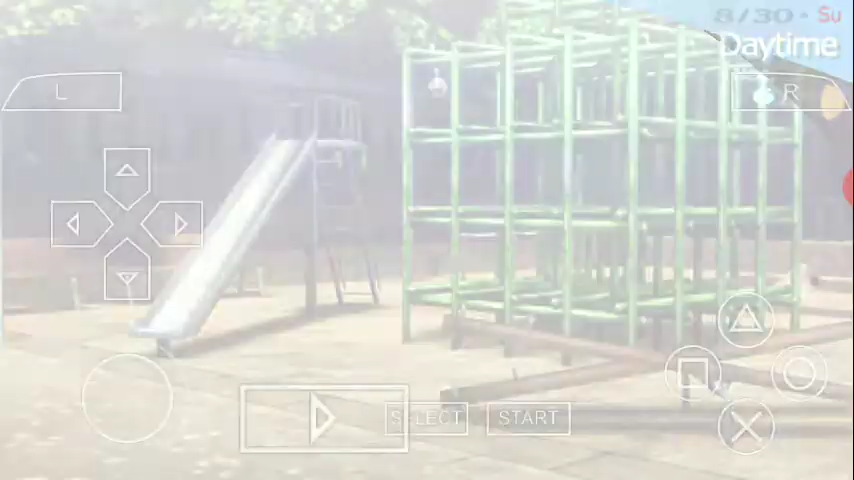 8/30・Su
Daytime
L
R
SELECT
START